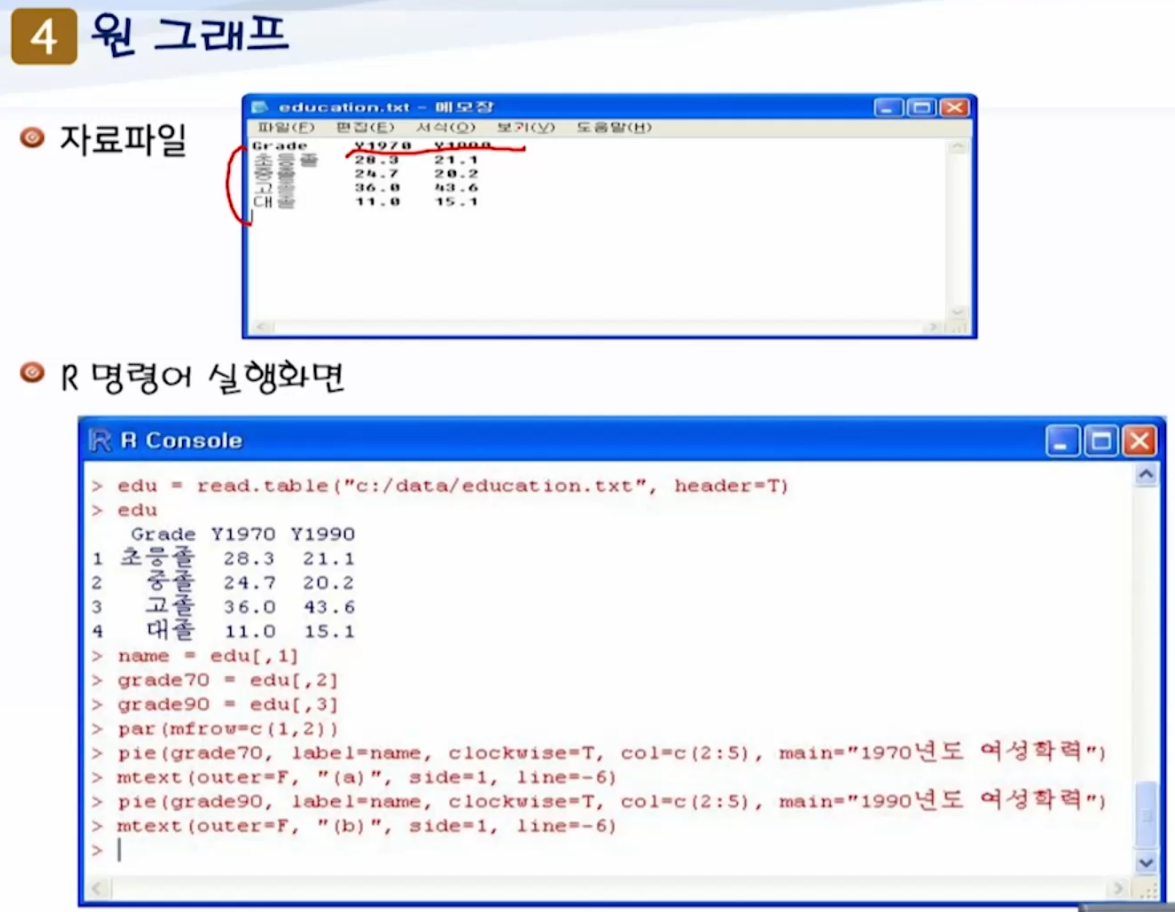 4 원 그래프
자료파일
education.txt - 메모장
파일(F) 편집(E) 서식(O) 보기(V) 도움말(H)
Grade Y1970 Y1990
28.3 21.1
24.7 20.2
고졸 36.0 43.6
대졸 11.0 15.1
R 명령어 실행화면
R R Console
> edu = read.table("c:/data/education.txt", header=T)
> edu
Grade Y1970 Y1990
1 초등졸 28.3 21.1
2 중졸 24.7 20.2
3 고졸 36.0 43.6
4 대졸 11.0 15.1
> name = edu[,1]
> grade70 = edu[,2]
> grade90 = edu[,3]
> par(mfrow=c(1,2))
> pie(grade70, label=name, clockwise=T, col=c(2:5), main="1970년도 여성학력")
> mtext(outer=F, "(a)", side=1, line=-6)
> pie(grade90, label=name, clockwise=T, col=c(2:5), main="1990년도 여성학력")
> mtext(outer=F, "(b)", side=1, line=-6)
>